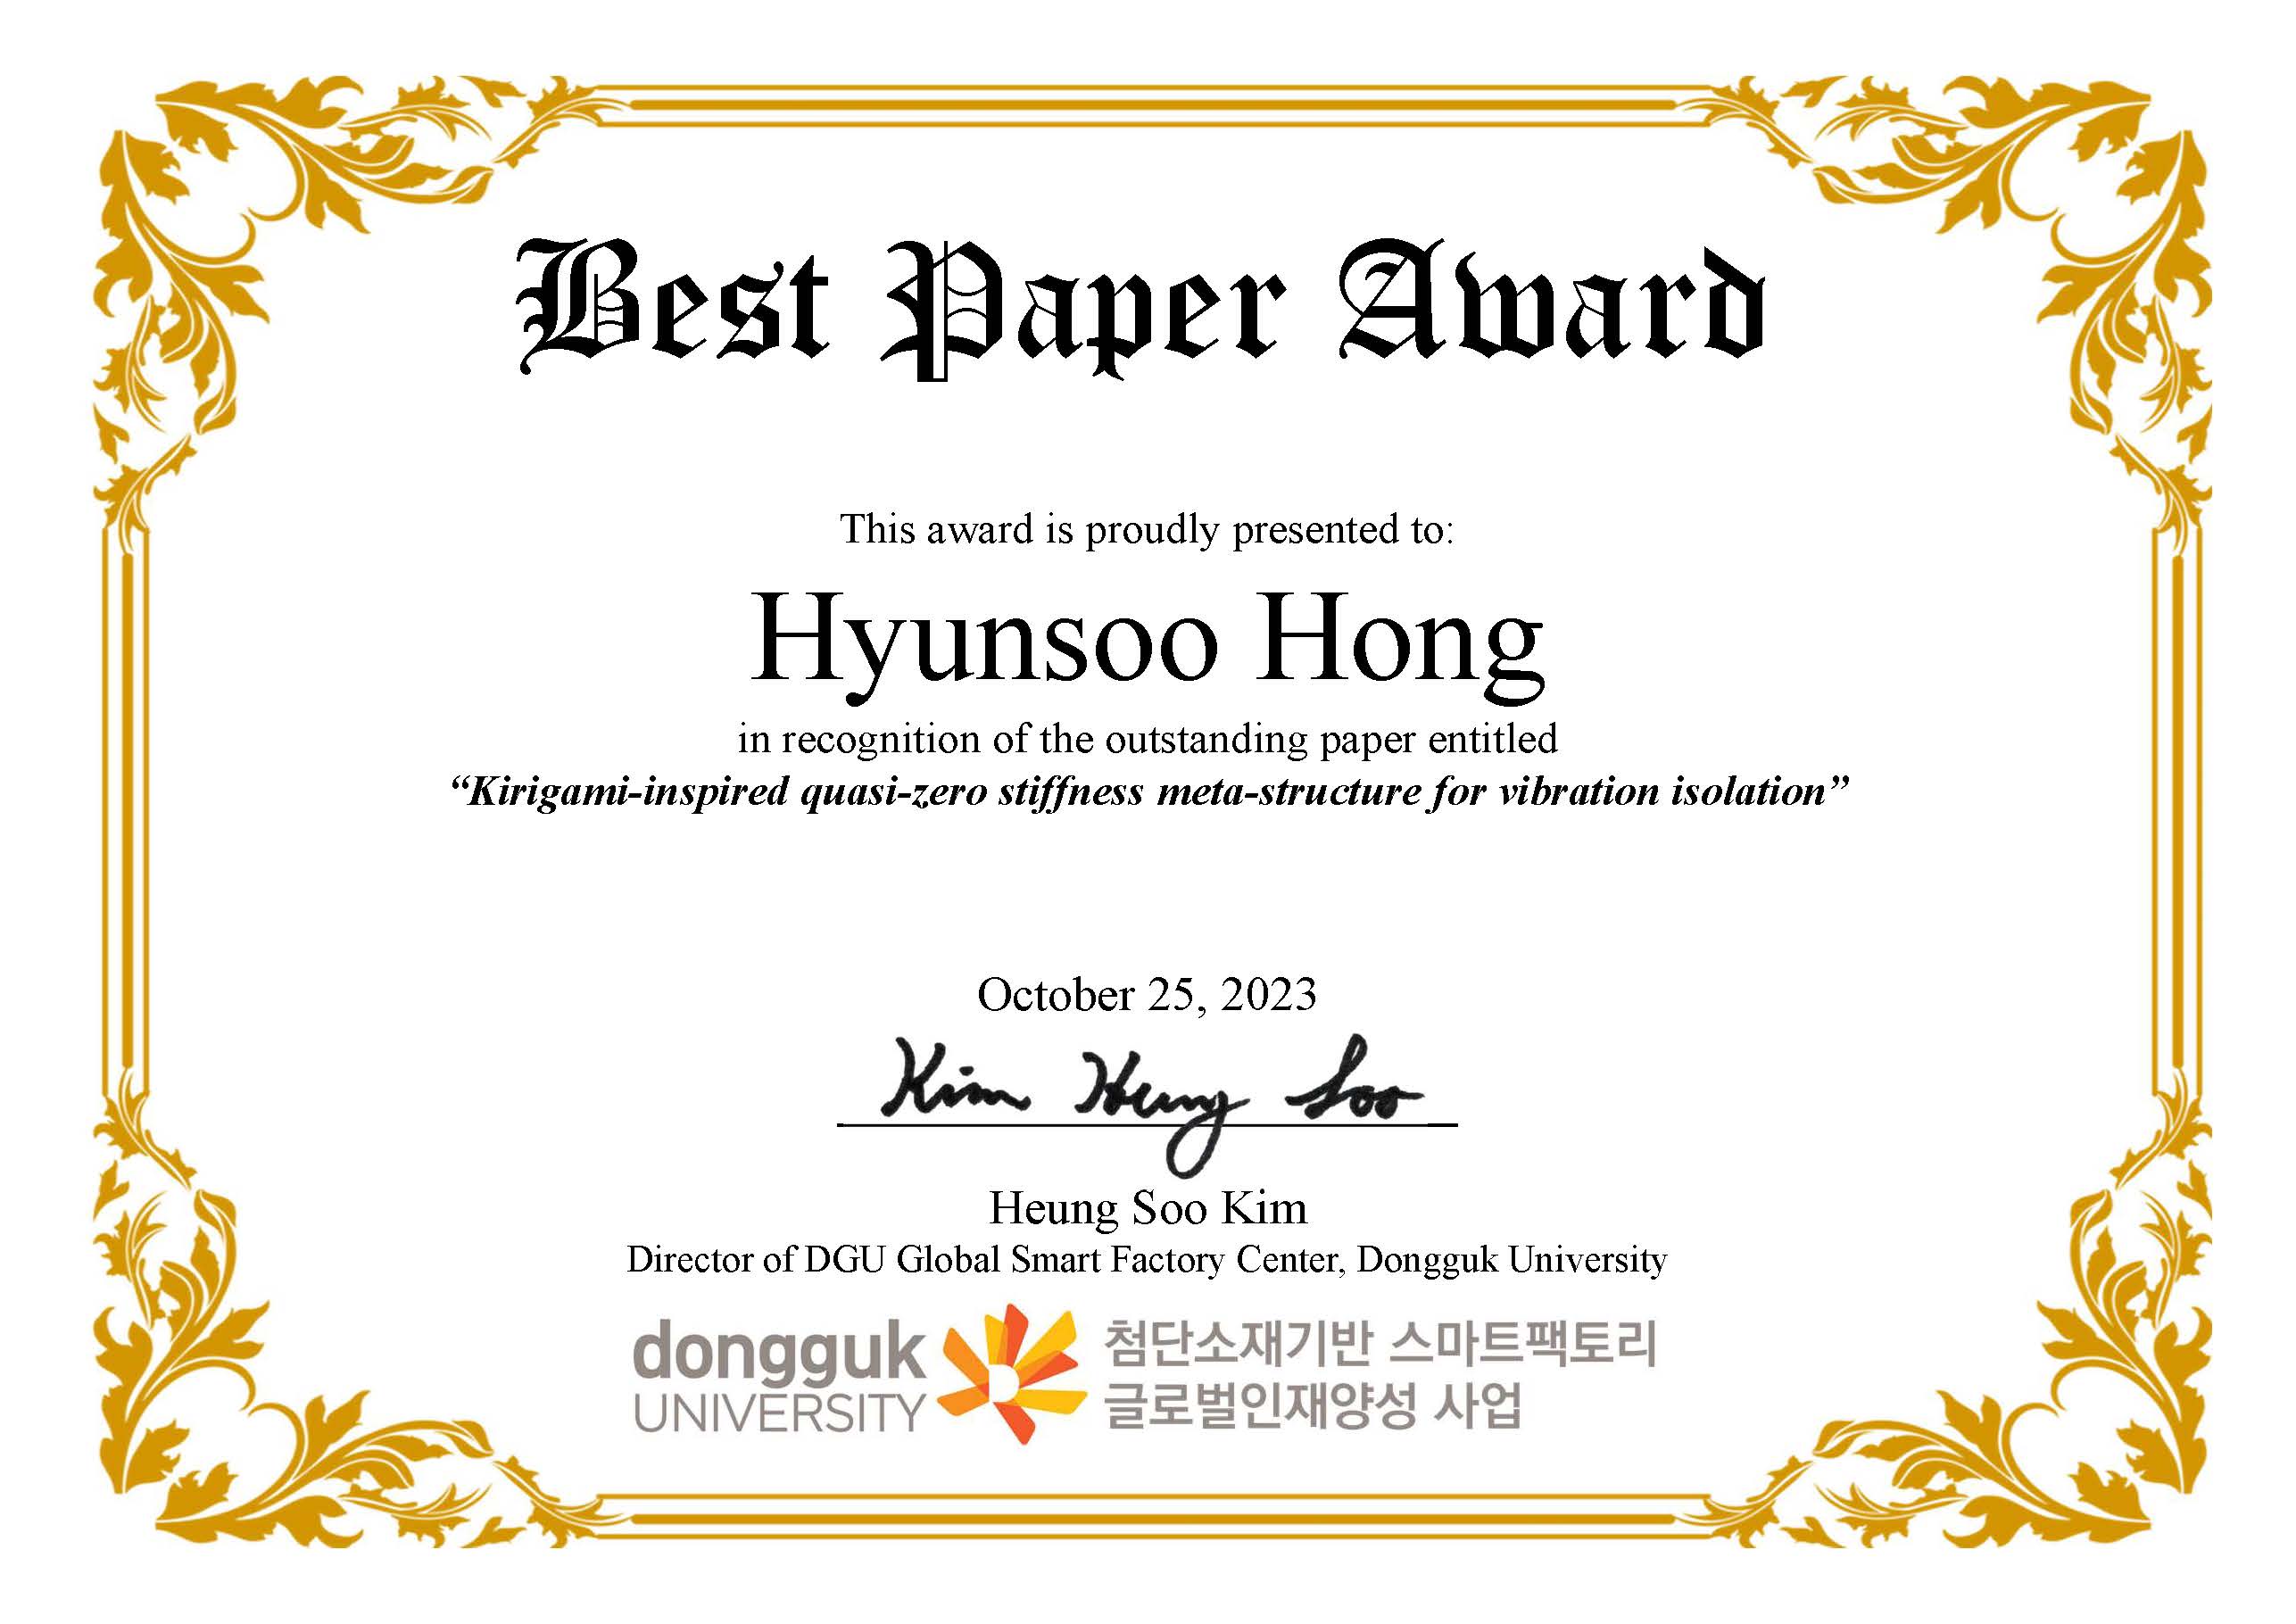 Best Paper Award
This award is proudly presented to:
Hyunsoo Hong
in recognition of the outstanding paper entitled
“Kirigami-inspired quasi-zero stiffness meta-structure for vibration isolation”
October 25, 2023
Kim Heung Soo
Heung Soo Kim
Director of DGU Global Smart Factory Center, Dongguk University
dongguk
UNIVERSITY
첨단소재기반 스마트팩토리
글로벌인재양성 사업